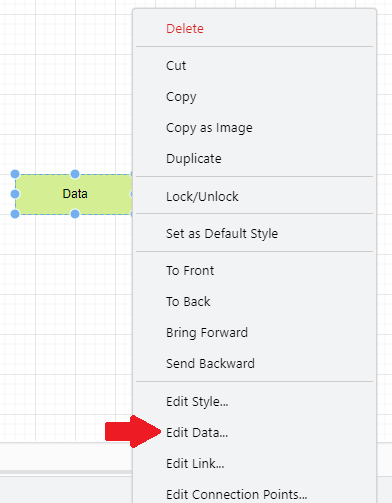 Delete
Cut
Copy
Copy as Image
Duplicate
Data
Lock/Unlock
Set as Default Style
To Front
To Back
Bring Forward
Send Backward
Edit Style...
Edit Data...
Edit Link...
Edit Connection Points...